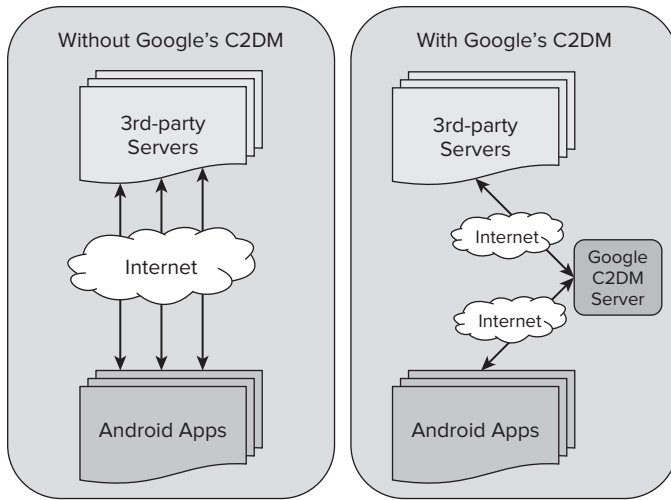 Without Google’s C2DM
3rd-party
Servers
Internet
Android Apps
With Google’s C2DM
3rd-party
Servers
Internet
Google
C2DM
Server
Internet
Android Apps